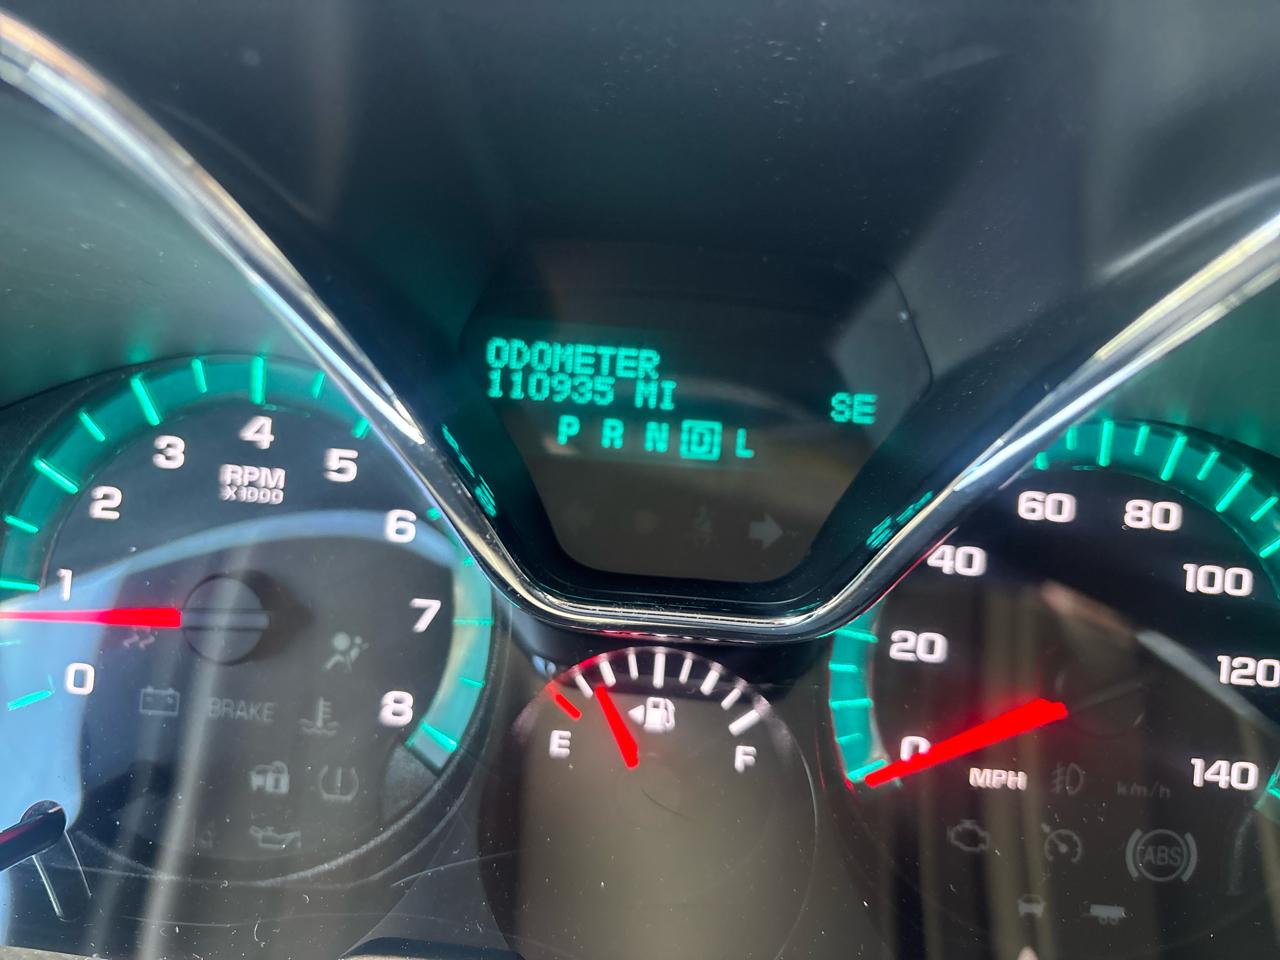 ODOMETER
110935 MI
SE
P R N D L
0
1
2
3
4
5
6
7
8
RPM
X1000
BRAKE
E
F
0
20
40
60
80
100
120
140
MPH
km/h
ABS